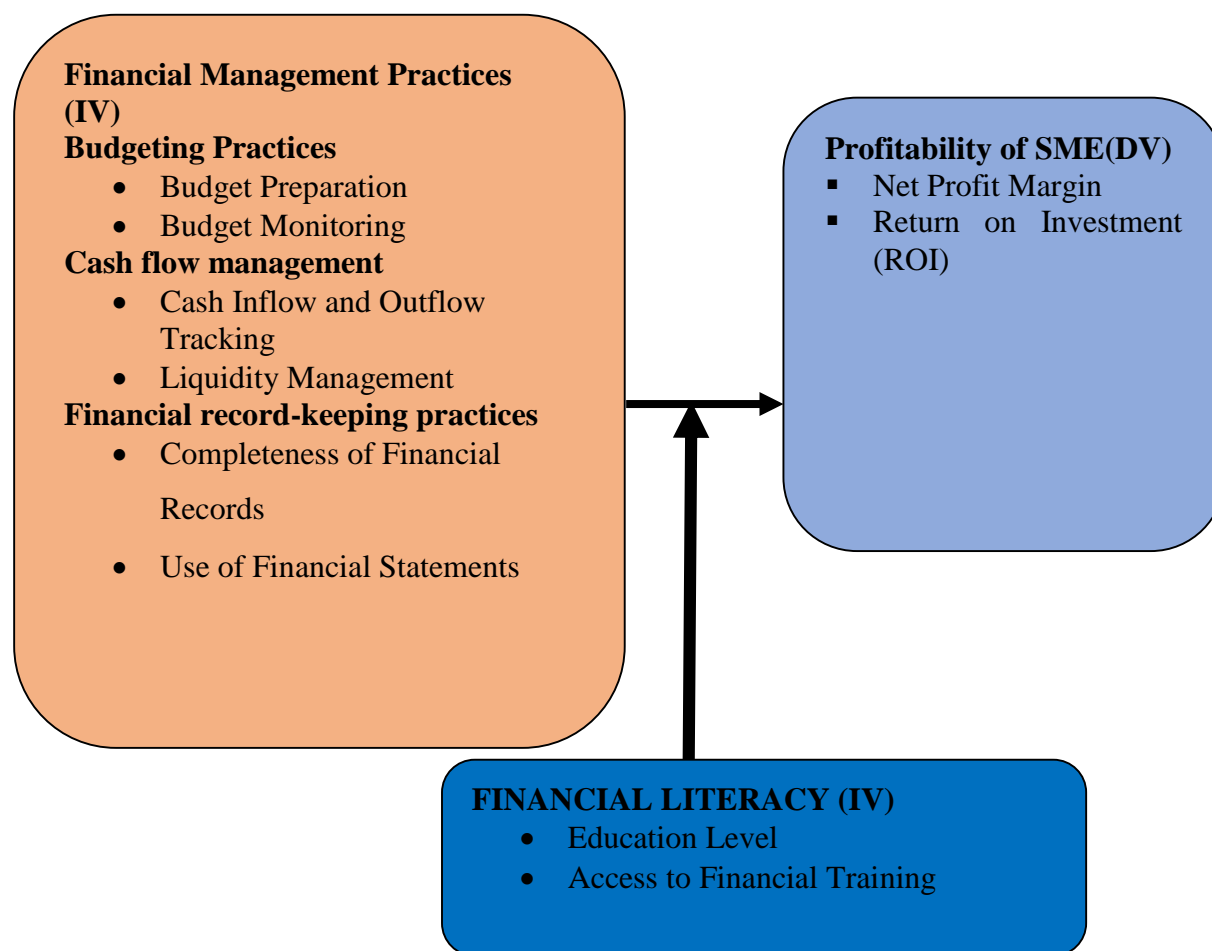 Financial Management Practices
(IV)
Budgeting Practices
• Budget Preparation
• Budget Monitoring
Cash flow management
• Cash Inflow and Outflow
Tracking
• Liquidity Management
Financial record-keeping practices
• Completeness of Financial
Records
• Use of Financial Statements
Profitability of SME(DV)
▪ Net Profit Margin
▪ Return on Investment
(ROI)
FINANCIAL LITERACY (IV)
• Education Level
• Access to Financial Training